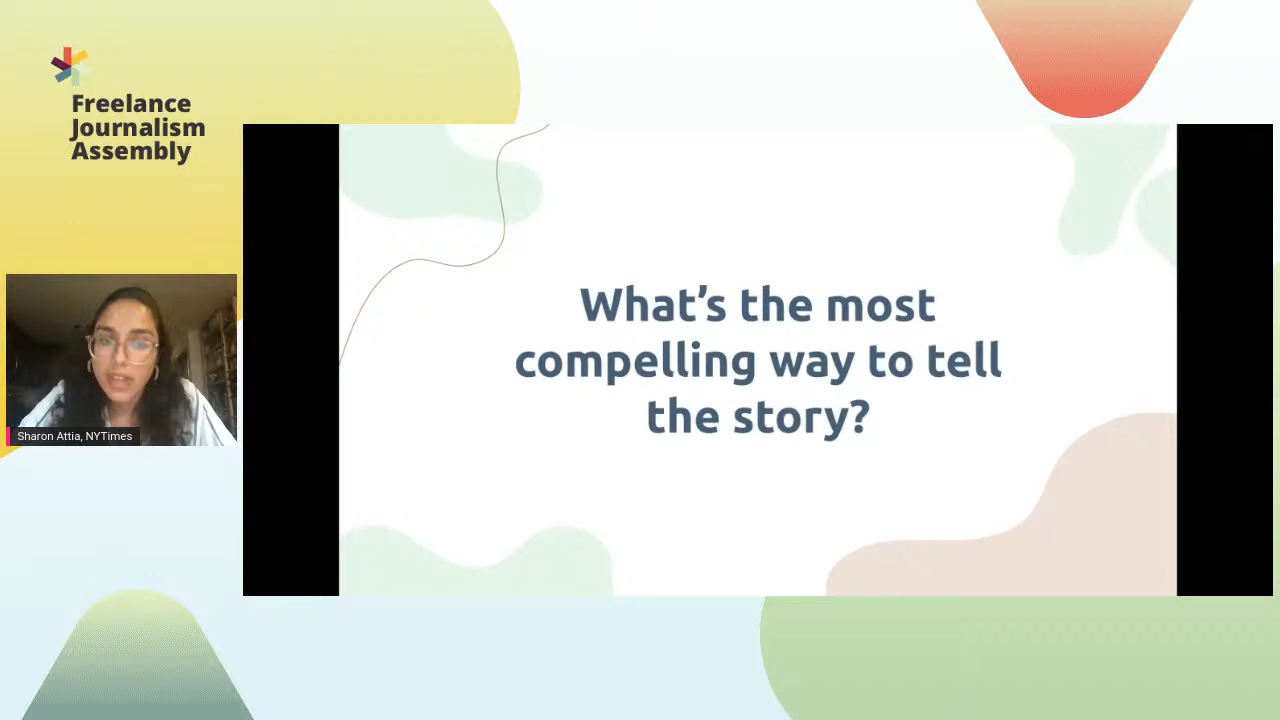 Freelance
Journalism
Assembly
What's the most
compelling way to tell
the story?
Sharon Attia, NYTimes